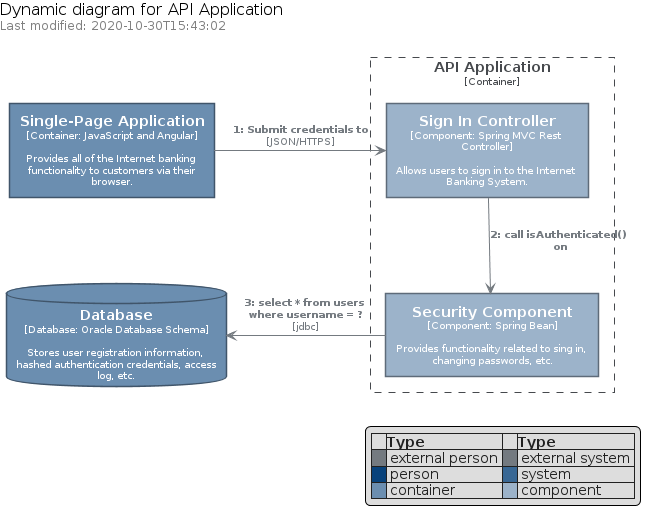 Dynamic diagram for API Application
Last modified: 2020-10-30T15:43:02
API Application
[Container]
Single-Page Application
[Container: JavaScript and Angular]
Provides all of the Internet banking
functionality to customers via their
browser.
1: Submit credentials to
[JSON/HTTPS]
Sign In Controller
[Component: Spring MVC Rest
Controller]
Allows users to sign in to the Internet
Banking System.
2: call isAuthenticated()
on
Database
[Database: Oracle Database Schema]
Stores user registration information,
hashed authentication credentials, access
log, etc.
3: select * from users
where username = ?
[jdbc]
Security Component
[Component: Spring Bean]
Provides functionality related to sing in,
changing passwords, etc.
Type Type
external person external system
person system
container component